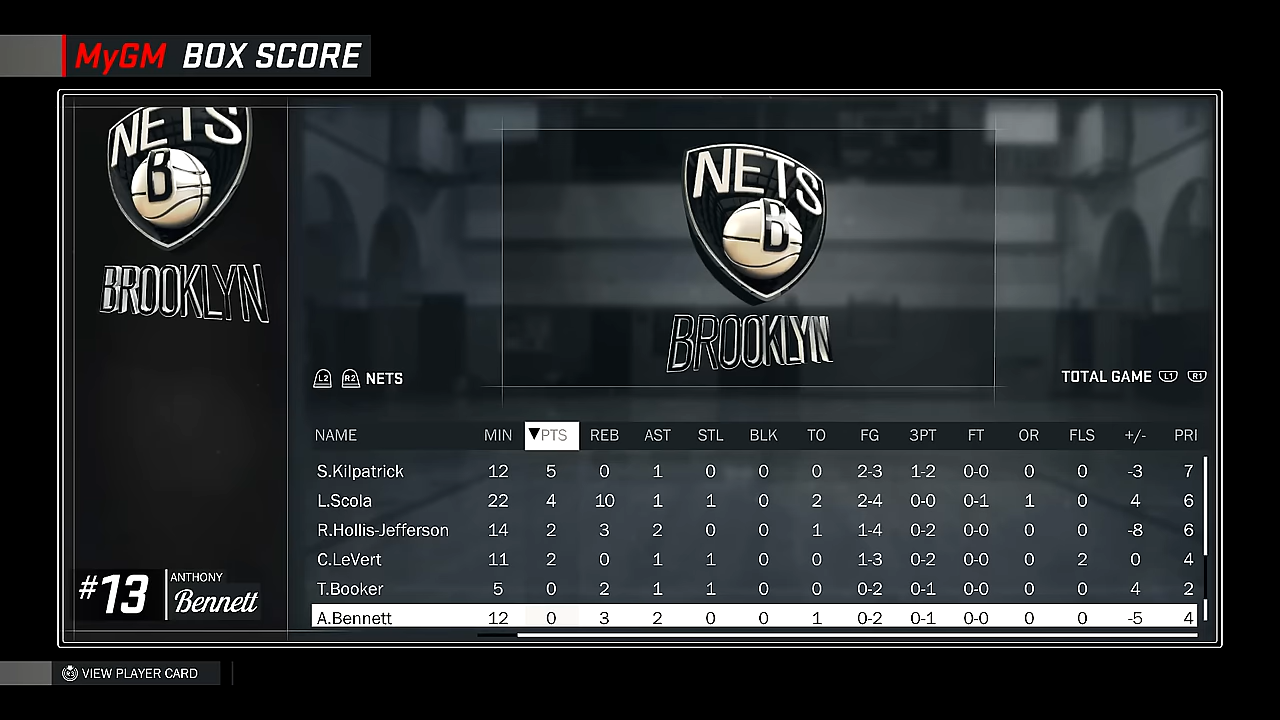 MyGM BOX SCORE
NETS
B
BROOKLYN
NETS
B
BROOKLYN
L2 R2 NETS
TOTAL GAME L1 R1
NAME MIN ▼PTS REB AST STL BLK TO FG 3PT FT OR FLS +/- PRI
S.Kilpatrick 12 5 0 1 0 0 0 2-3 1-2 0-0 0 0 -3 7
L.Scola 22 4 10 1 1 0 2 2-4 0-0 0-1 1 0 4 6
R.Hollis-Jefferson 14 2 3 2 0 0 1 1-4 0-2 0-0 0 0 -8 6
C.LeVert 11 2 0 1 1 0 0 1-3 0-2 0-0 0 2 0 4
T.Booker 5 0 2 1 1 0 0 0-2 0-1 0-0 0 0 4 2
A.Bennett 12 0 3 2 0 0 1 0-2 0-1 0-0 0 0 -5 4
#13 ANTHONY
Bennett
R3 VIEW PLAYER CARD